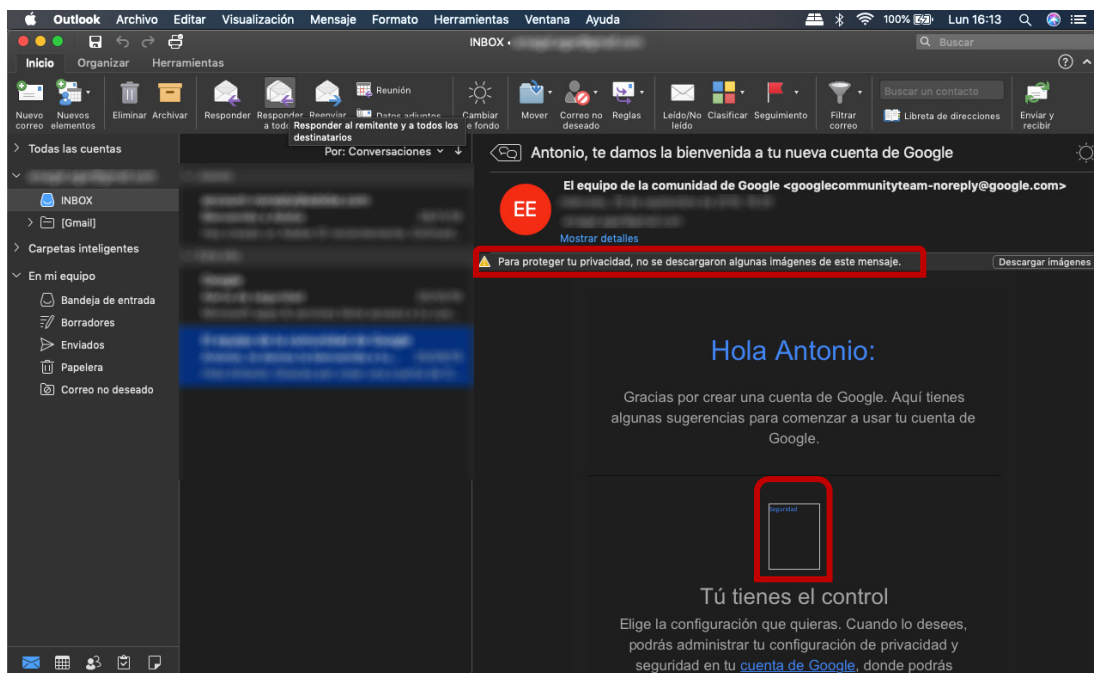 Outlook Archivo Editar Visualización Mensaje Formato Herramientas Ventana Ayuda 100% Lun 16:13
INBOX •
Buscar
Inicio Organizar Herramientas
Nuevo correo
Nuevos elementos
Eliminar Archivar
Responder
Responder a todos
Reenviar
Reunión
Datos adjuntos
Responder al remitente y a todos los
destinatarios
Cambiar
e fondo
Mover
Correo no deseado
Reglas
Leído/No leído
Clasificar Seguimiento
Filtrar correo
Buscar un contacto
Libreta de direcciones
Enviar y recibir
Todas las cuentas
INBOX
[Gmail]
Carpetas inteligentes
En mi equipo
Bandeja de entrada
Borradores
Enviados
Papelera
Correo no deseado
Por: Conversaciones
Antonio, te damos la bienvenida a tu nueva cuenta de Google
EE
El equipo de la comunidad de Google <googlecommunityteam-noreply@google.com>
Mostrar detalles
Para proteger tu privacidad, no se descargaron algunas imágenes de este mensaje.
Descargar imágenes
Hola Antonio:
Gracias por crear una cuenta de Google. Aquí tienes
algunas sugerencias para comenzar a usar tu cuenta de
Google.
Seguridad
Tú tienes el control
Elige la configuración que quieras. Cuando lo desees,
podrás administrar tu configuración de privacidad y
seguridad en tu cuenta de Google, donde podrás